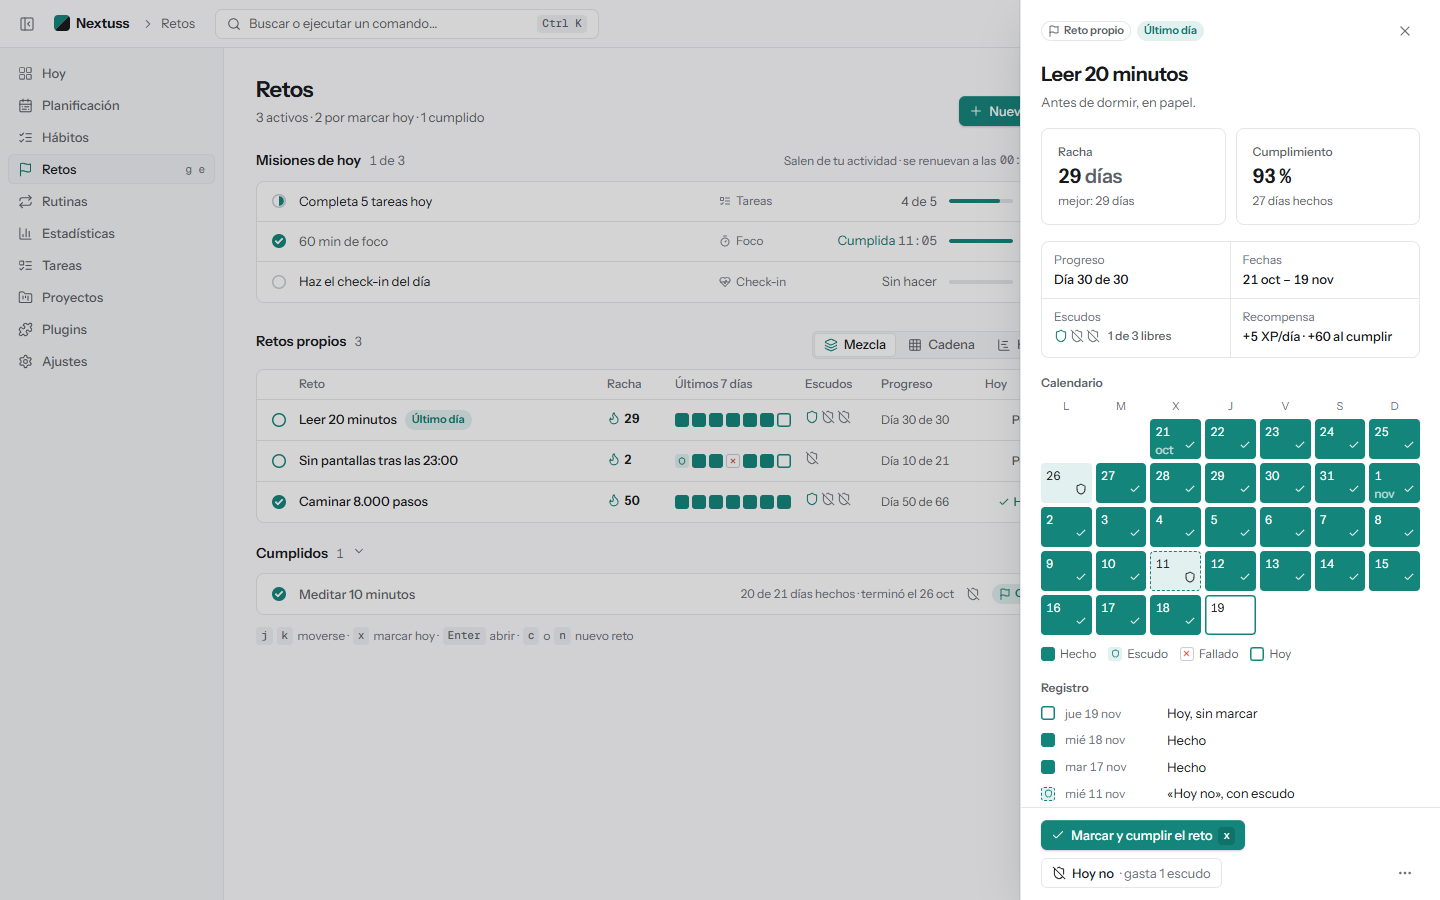 Nextuss
Retos
Buscar o ejecutar un comando...
Ctrl K
Hoy
Planificación
Hábitos
Retos
g e
Rutinas
Estadísticas
Tareas
Proyectos
Plugins
Ajustes
Retos
3 activos · 2 por marcar hoy · 1 cumplido
Misiones de hoy 1 de 3
Salen de tu actividad · se renuevan a las 00:
Completa 5 tareas hoy
Tareas
4 de 5
60 min de foco
Foco
Cumplida 11:05
Haz el check-in del día
Check-in
Sin hacer
Retos propios 3
Mezcla
Cadena
Reto
Racha
Últimos 7 días
Escudos
Progreso
Hoy
Leer 20 minutos
Último día
29
Día 30 de 30
Sin pantallas tras las 23:00
2
Día 10 de 21
Caminar 8.000 pasos
50
Día 50 de 66
Cumplidos 1
Meditar 10 minutos
20 de 21 días hechos · terminó el 26 oct
j k moverse · x marcar hoy · Enter abrir · c o n nuevo reto
Reto propio
Último día
Leer 20 minutos
Antes de dormir, en papel.
Racha
29 días
mejor: 29 días
Cumplimiento
93 %
27 días hechos
Progreso
Día 30 de 30
Fechas
21 oct – 19 nov
Escudos
1 de 3 libres
Recompensa
+5 XP/día · +60 al cumplir
Calendario
L M X J V S D
21 oct 22 23 24 25
26 27 28 29 30 31 1 nov
2 3 4 5 6 7 8
9 10 11 12 13 14 15
16 17 18 19
Hecho
Escudo
Fallado
Hoy
Registro
jue 19 nov Hoy, sin marcar
mié 18 nov Hecho
mar 17 nov Hecho
mié 11 nov «Hoy no», con escudo
Marcar y cumplir el reto x
Hoy no · gasta 1 escudo